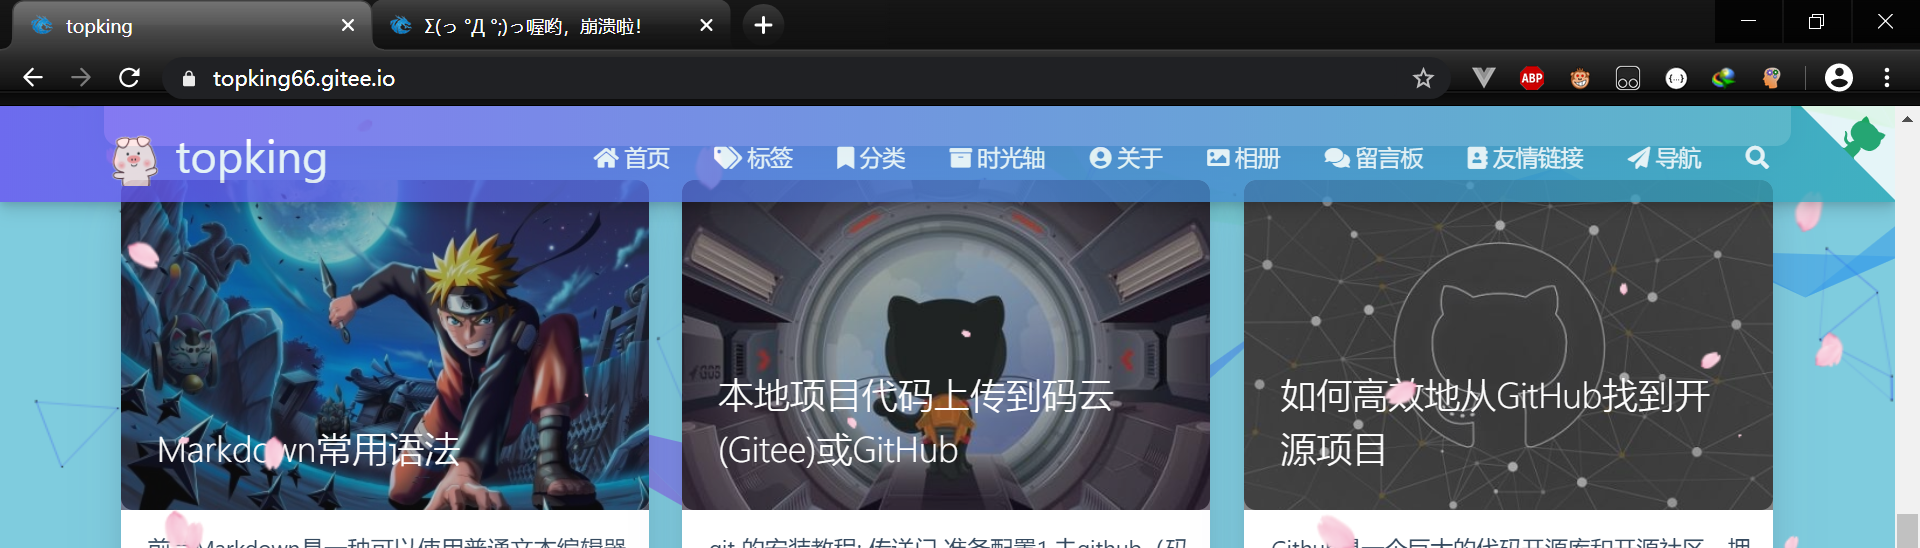 topking
Σ(っ °Д °;)っ喔哟，崩溃啦！
topking66.gitee.io
ABP
topking
首页
标签
分类
时光轴
关于
相册
留言板
友情链接
导航
Markdown常用语法
本地项目代码上传到码云
(Gitee)或GitHub
如何高效地从GitHub找到开
源项目
Markdown是一种可以使用普通文本编辑器
git 的安装教程: 传送门 准备配置1.去github（码
Github是一个巨大的代码开源库和开源社区，拥